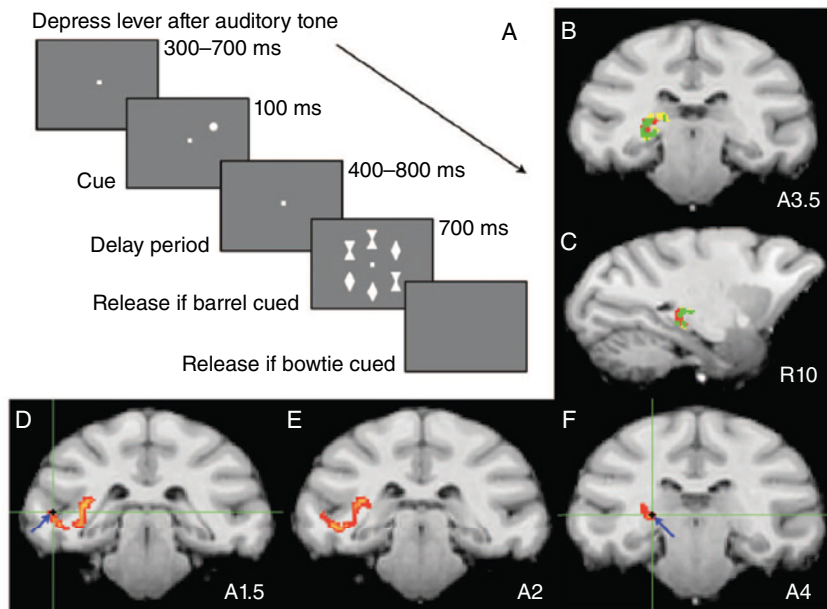 Depress lever after auditory tone
A
300–700 ms
100 ms
Cue
400–800 ms
Delay period
700 ms
Release if barrel cued
Release if bowtie cued
B
A3.5
C
R10
D
A1.5
E
A2
F
A4